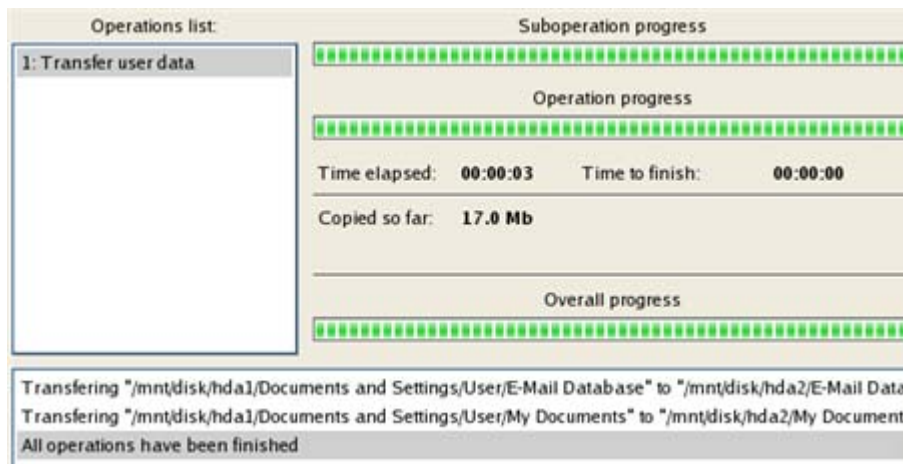 Operations list:
1: Transfer user data
Suboperation progress
Operation progress
Time elapsed: 00:00:03 Time to finish: 00:00:00
Copied so far: 17.0 Mb
Overall progress
Transfering "/mnt/disk/hda1/Documents and Settings/User/E-Mail Database" to "/mnt/disk/hda2/E-Mail Data
Transfering "/mnt/disk/hda1/Documents and Settings/User/My Documents" to "/mnt/disk/hda2/My Document
All operations have been finished